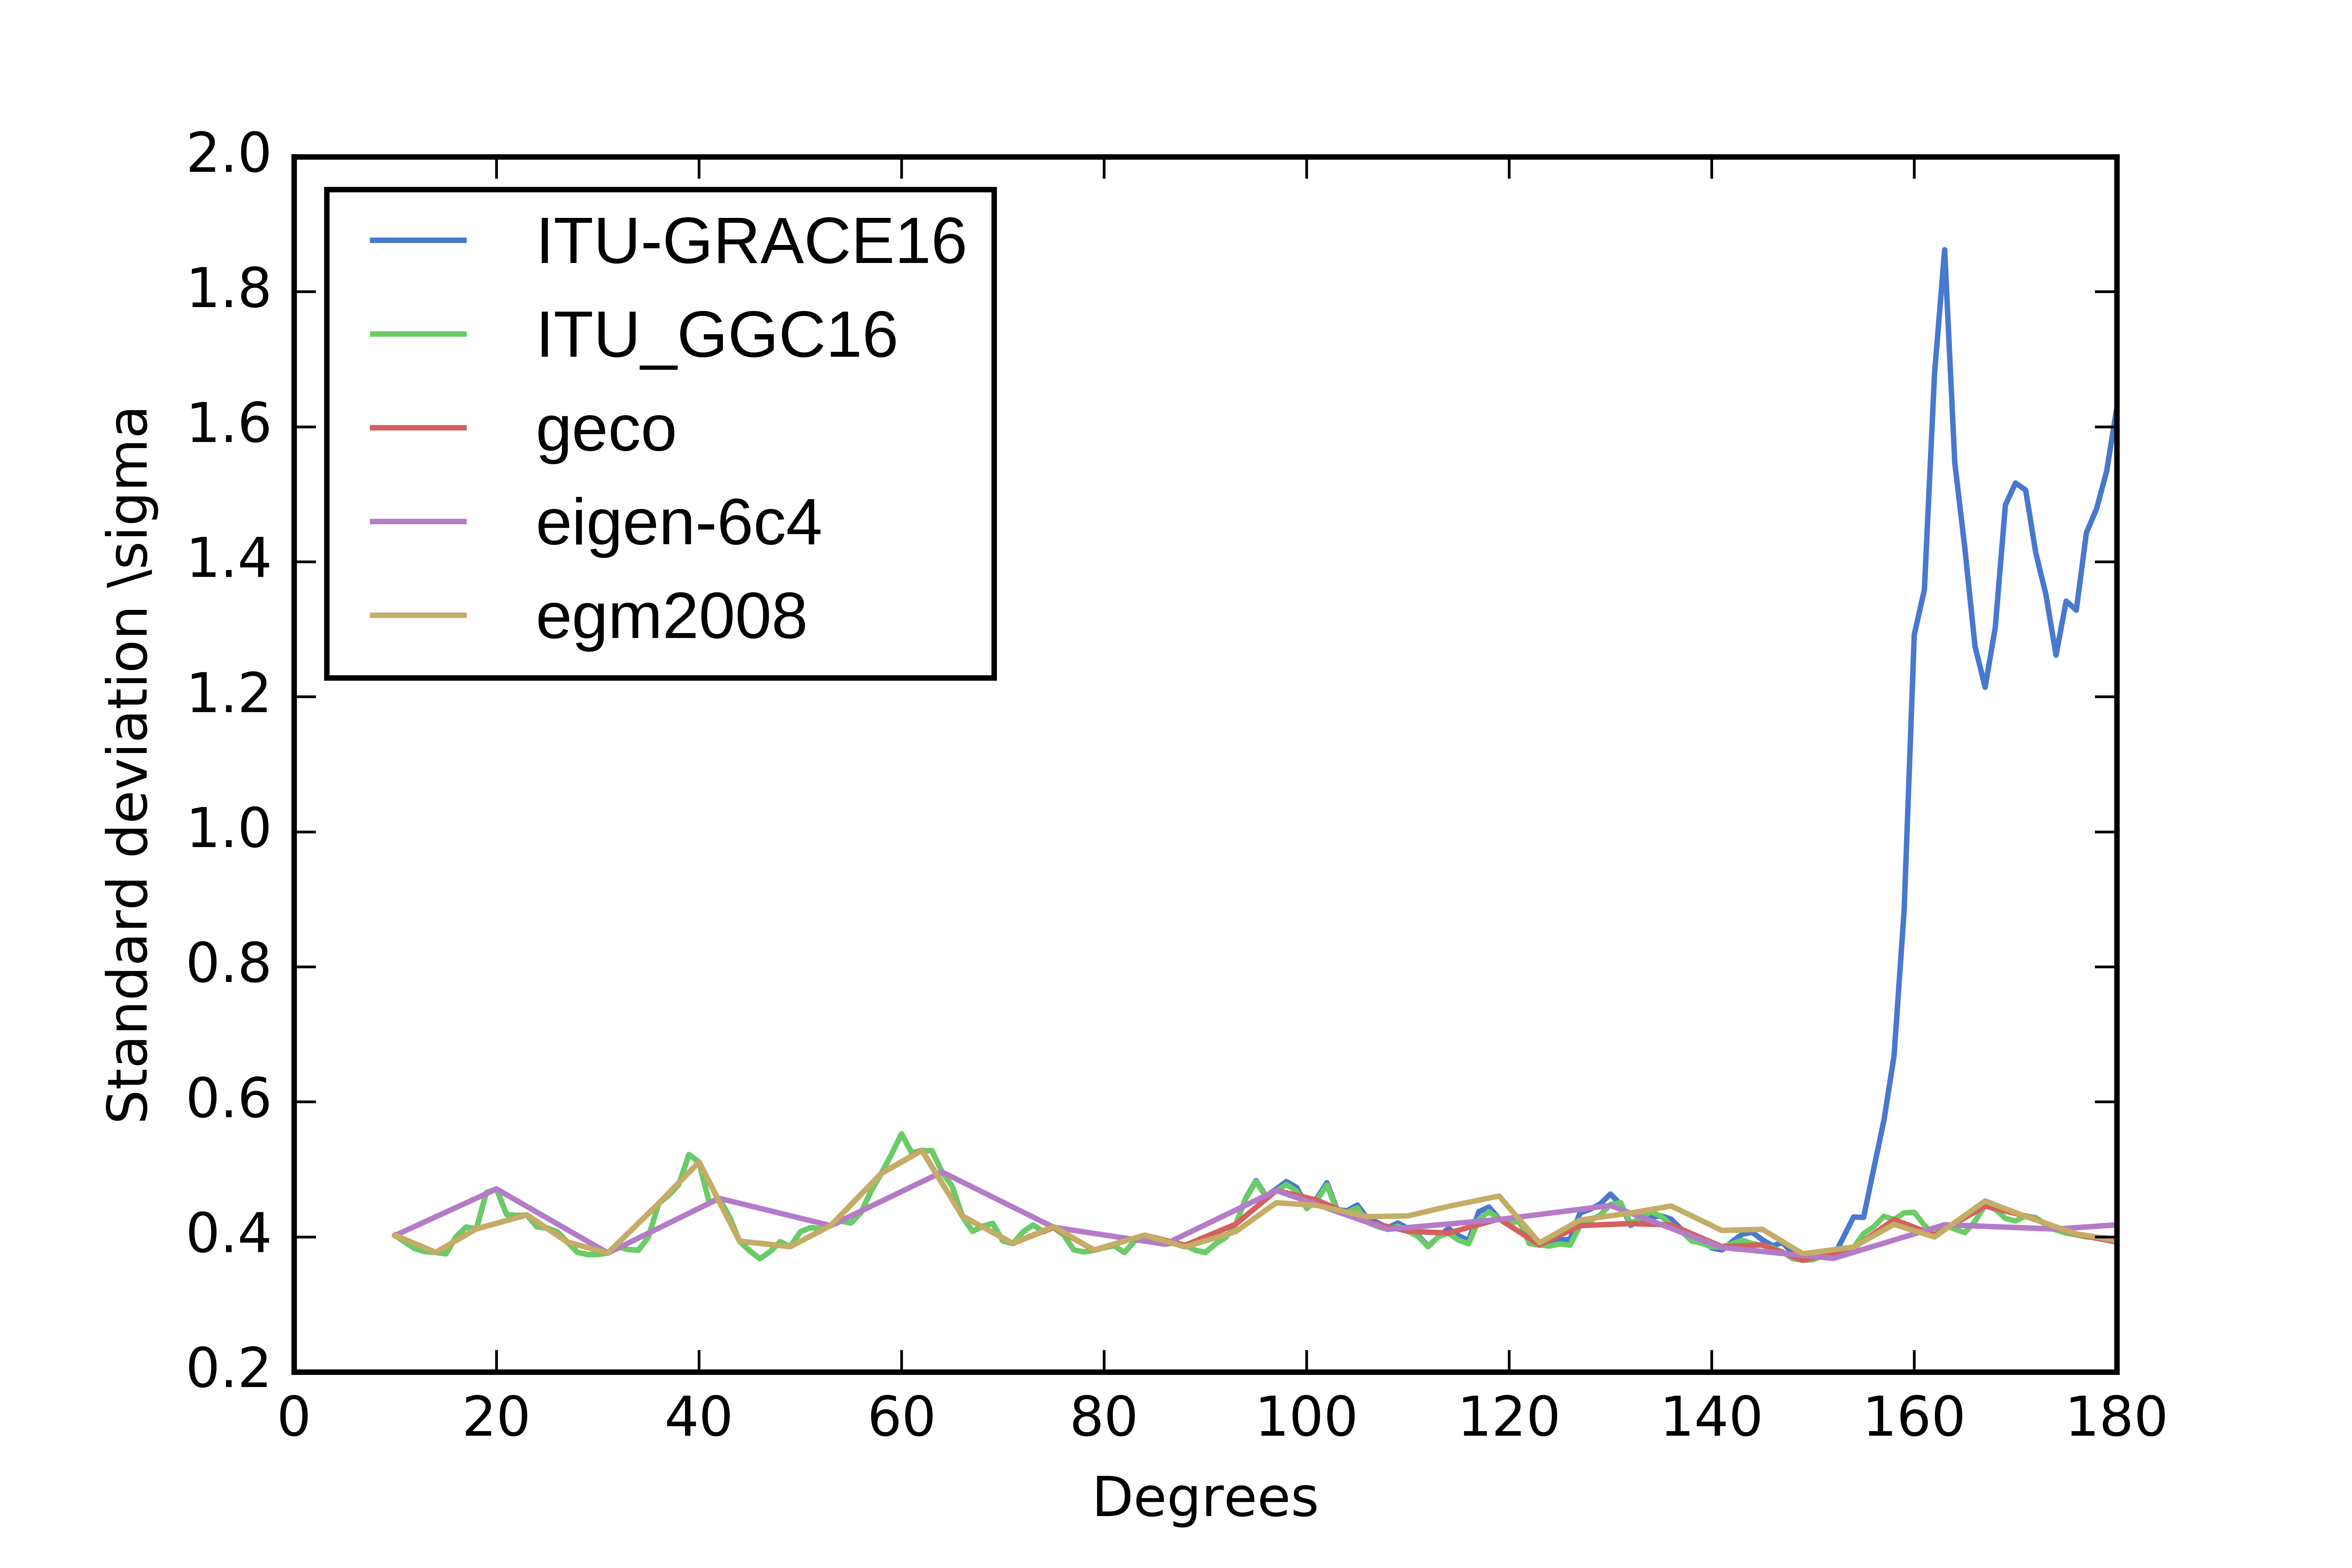 2.0
1.8
1.6
1.4
1.2
1.0
0.8
0.6
0.4
0.2
Standard deviation \sigma
ITU-GRACE16
ITU_GGC16
geco
eigen-6c4
egm2008
0 20 40 60 80 100 120 140 160 180
Degrees